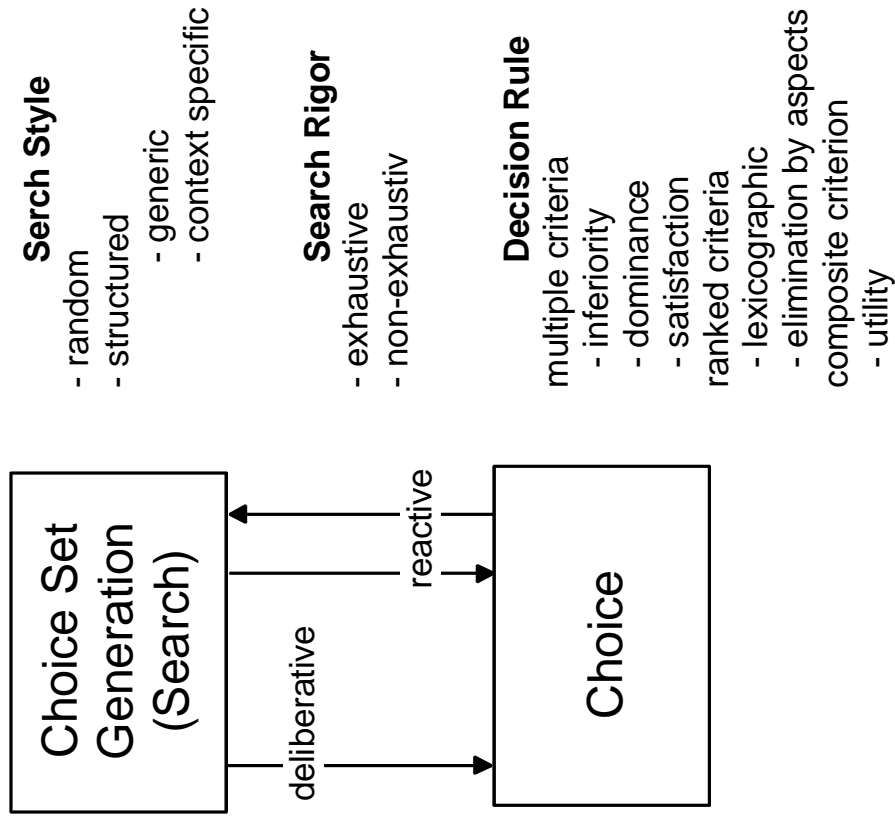 Choice Set
Generation
(Search)
deliberative
reactive
Choice
Serch Style
- random
- structured
- generic
- context specific
Search Rigor
- exhaustive
- non-exhaustiv
Decision Rule
multiple criteria
- inferiority
- dominance
- satisfaction
ranked criteria
- lexicographic
- elimination by aspects
composite criterion
- utility